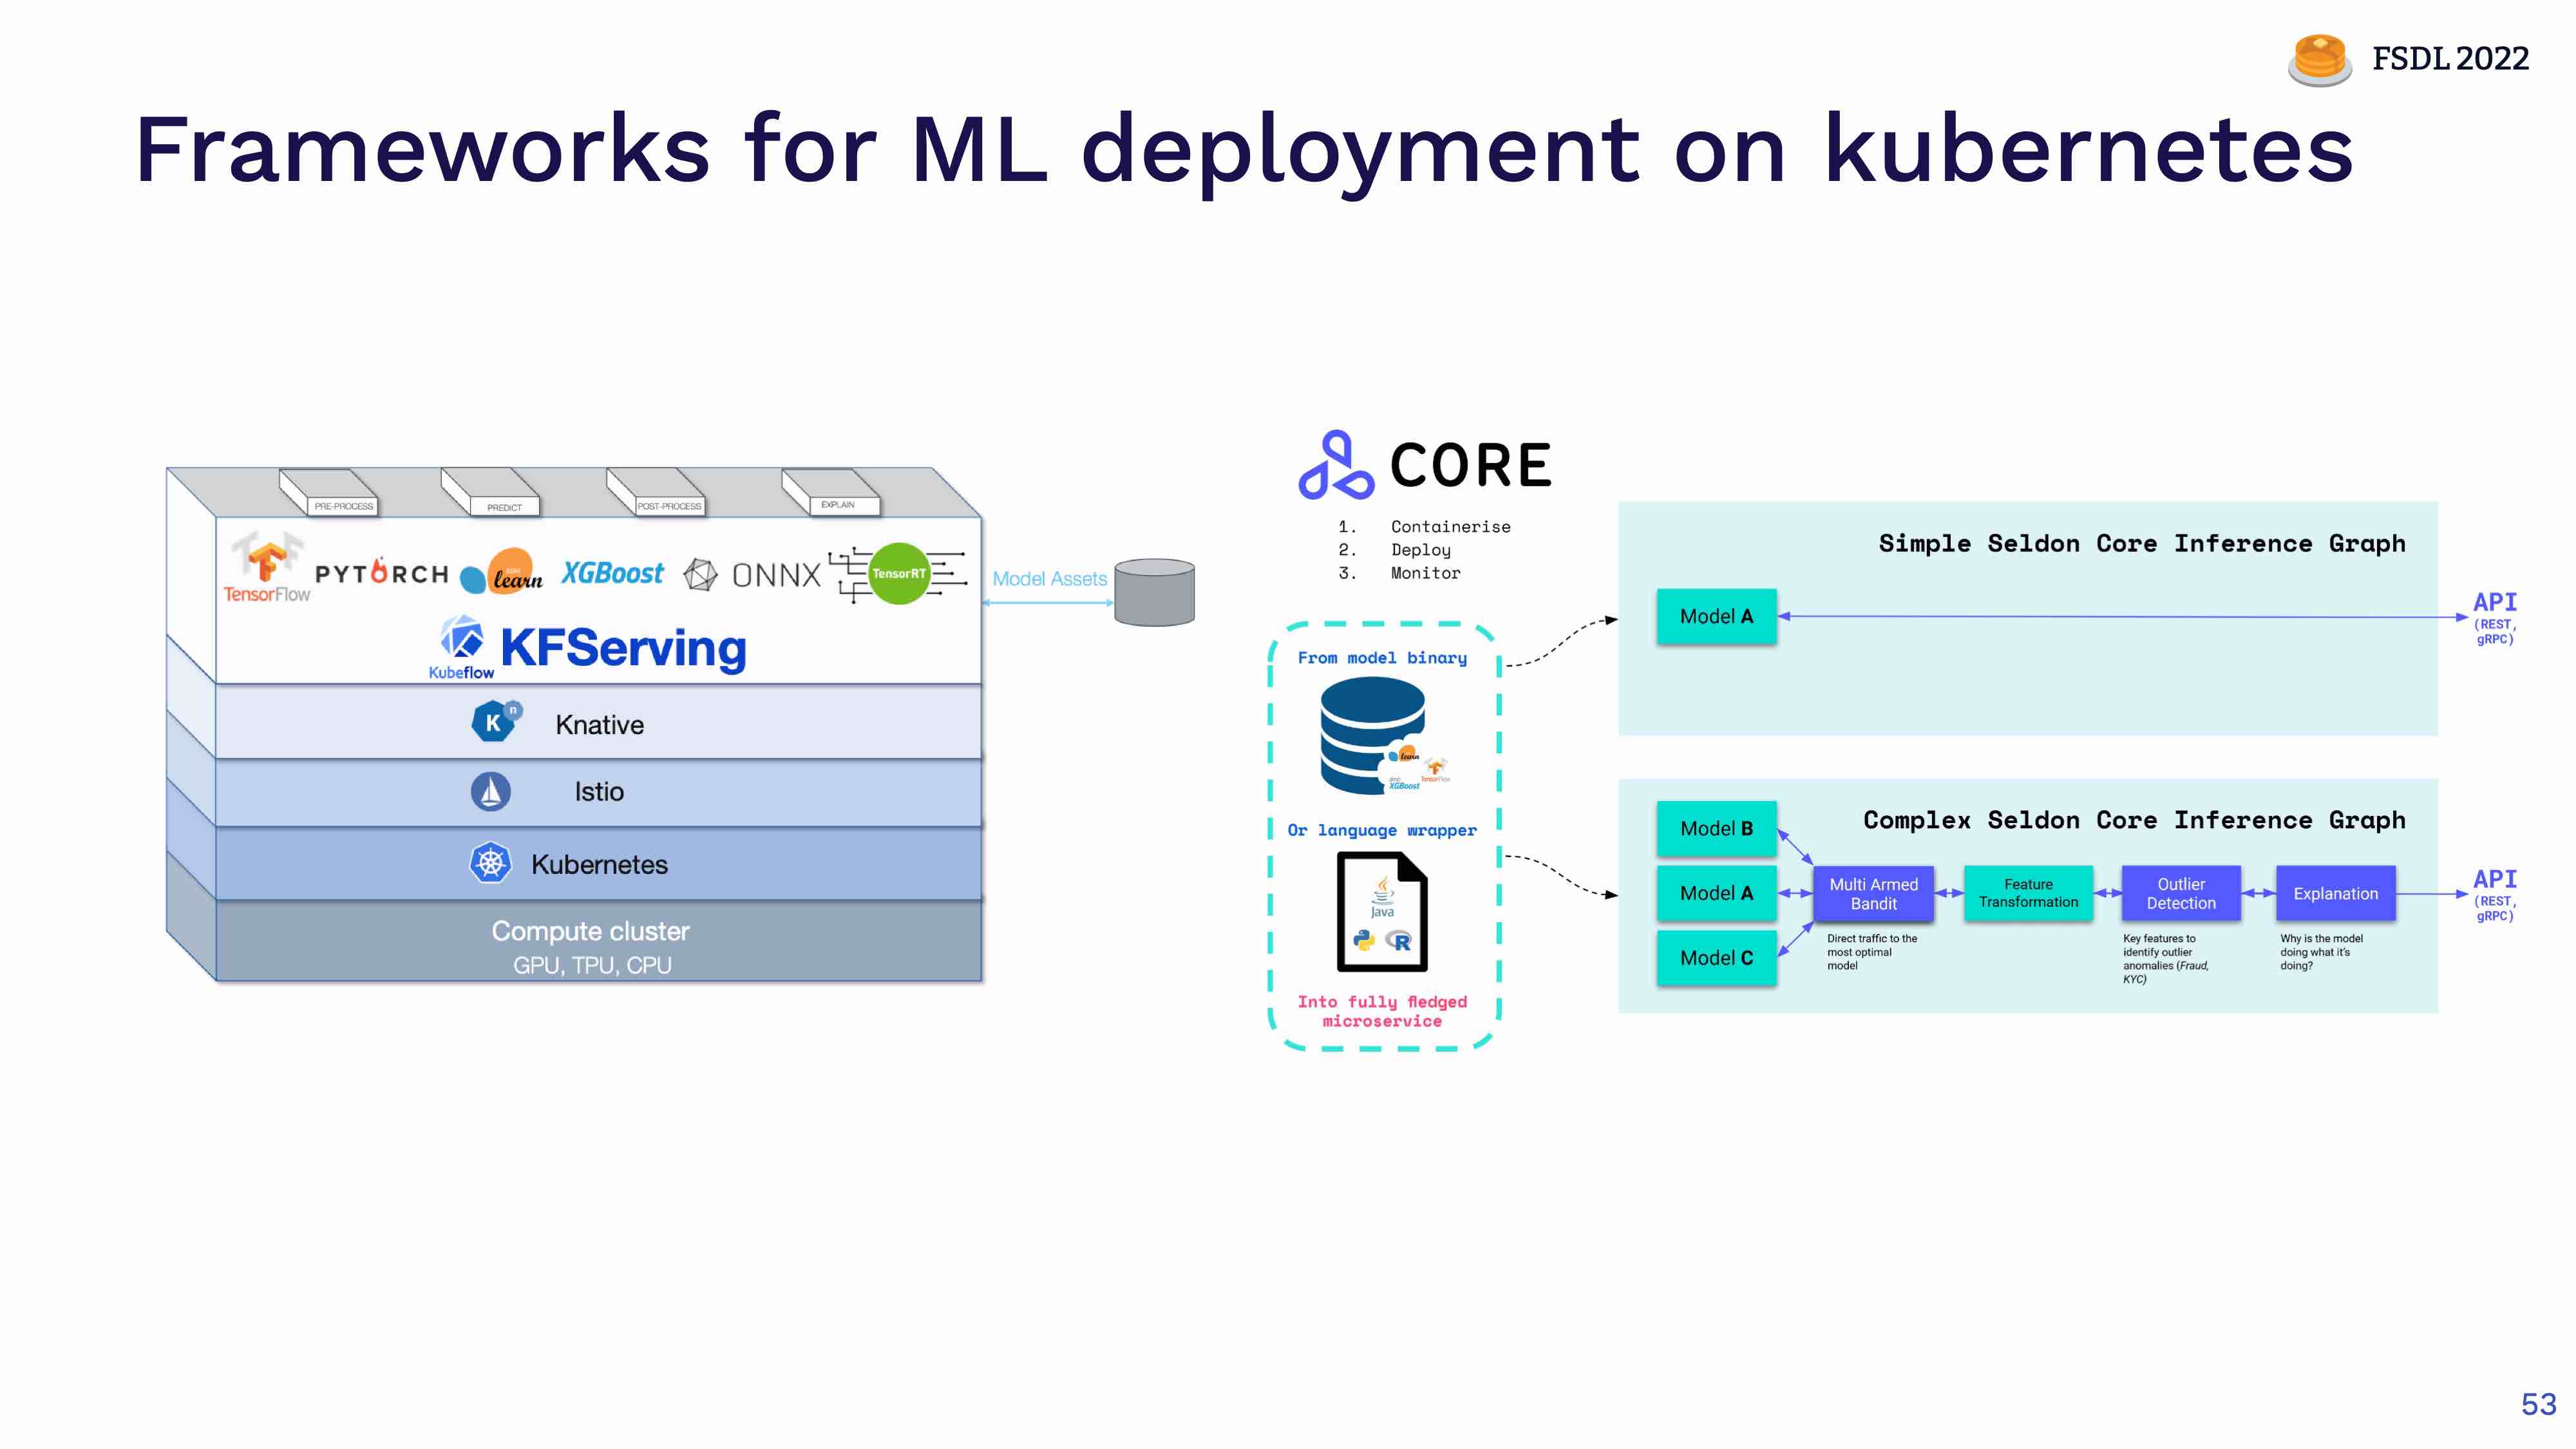 FSDL 2022
Frameworks for ML deployment on kubernetes
PRE-PROCESS
PREDICT
POST-PROCESS
EXPLAIN
TensorFlow
PYTORCH
learn
XGBoost
ONNX
TensorRT
Kubeflow
KFServing
Knative
Istio
Kubernetes
Compute cluster
GPU, TPU, CPU
Model Assets
CORE
1. Containerise
2. Deploy
3. Monitor
From model binary
learn
TensorFlow
XGBoost
Or language wrapper
Java
R
Into fully fledged
microservice
Simple Seldon Core Inference Graph
Model A
API
(REST,
gRPC)
Complex Seldon Core Inference Graph
Model B
Model A
Model C
Multi Armed
Bandit
Direct traffic to the
most optimal
model
Feature
Transformation
Outlier
Detection
Key features to
identify outlier
anomalies (Fraud,
KYC)
Explanation
Why is the model
doing what it's
doing?
API
(REST,
gRPC)
53